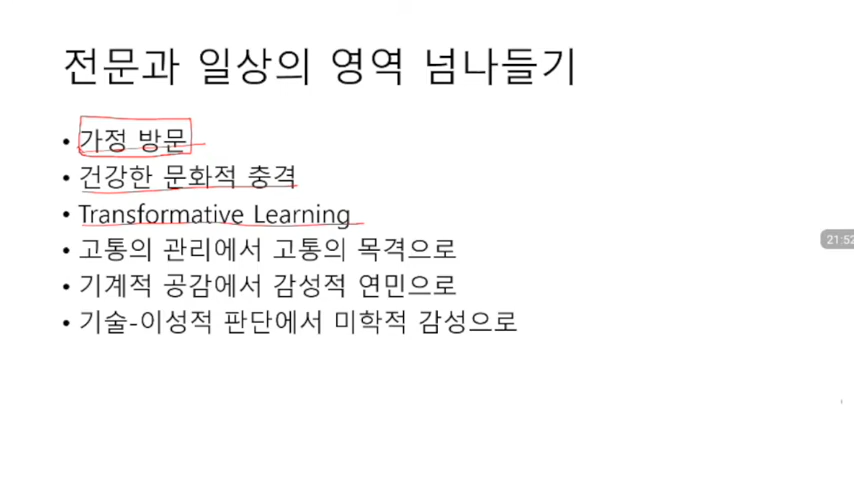 전문과 일상의 영역 넘나들기
• 가정 방문
• 건강한 문화적 충격
• Transformative Learning
• 고통의 관리에서 고통의 목격으로
• 기계적 공감에서 감성적 연민으로
• 기술-이성적 판단에서 미학적 감성으로
21:52